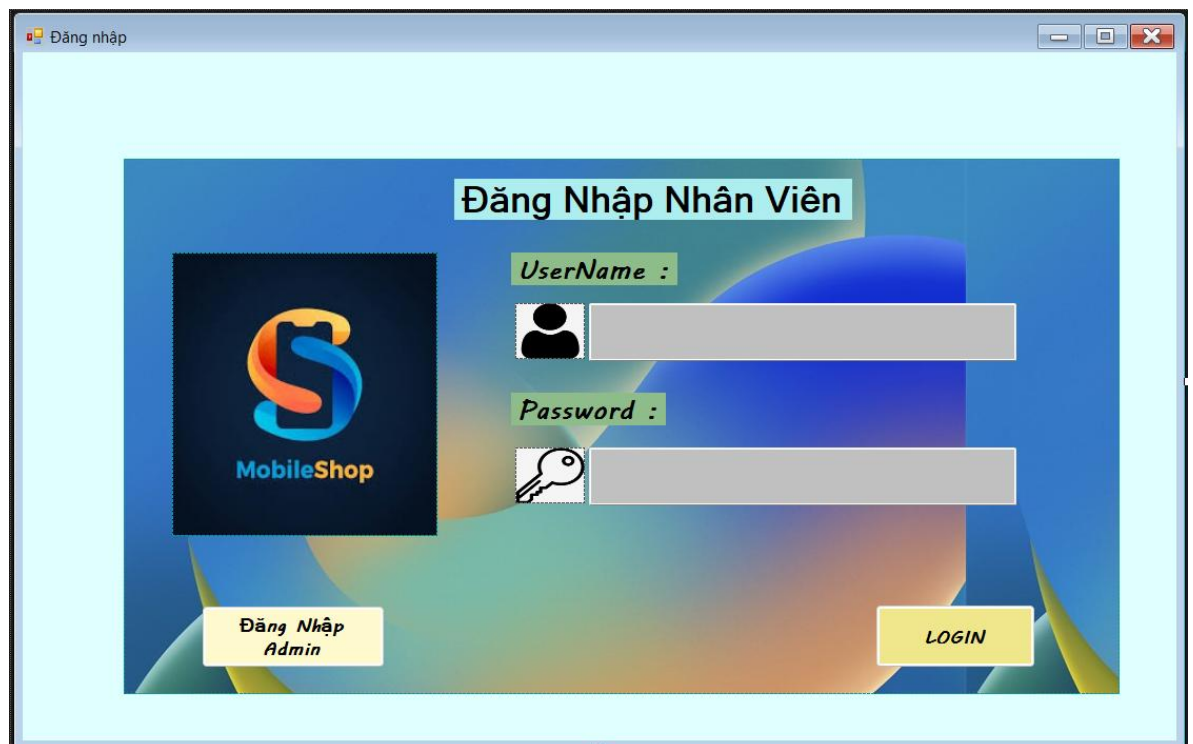 Đăng nhập
Đăng Nhập Nhân Viên
UserName :
Password :
MobileShop
Đăng Nhập
Admin
LOGIN